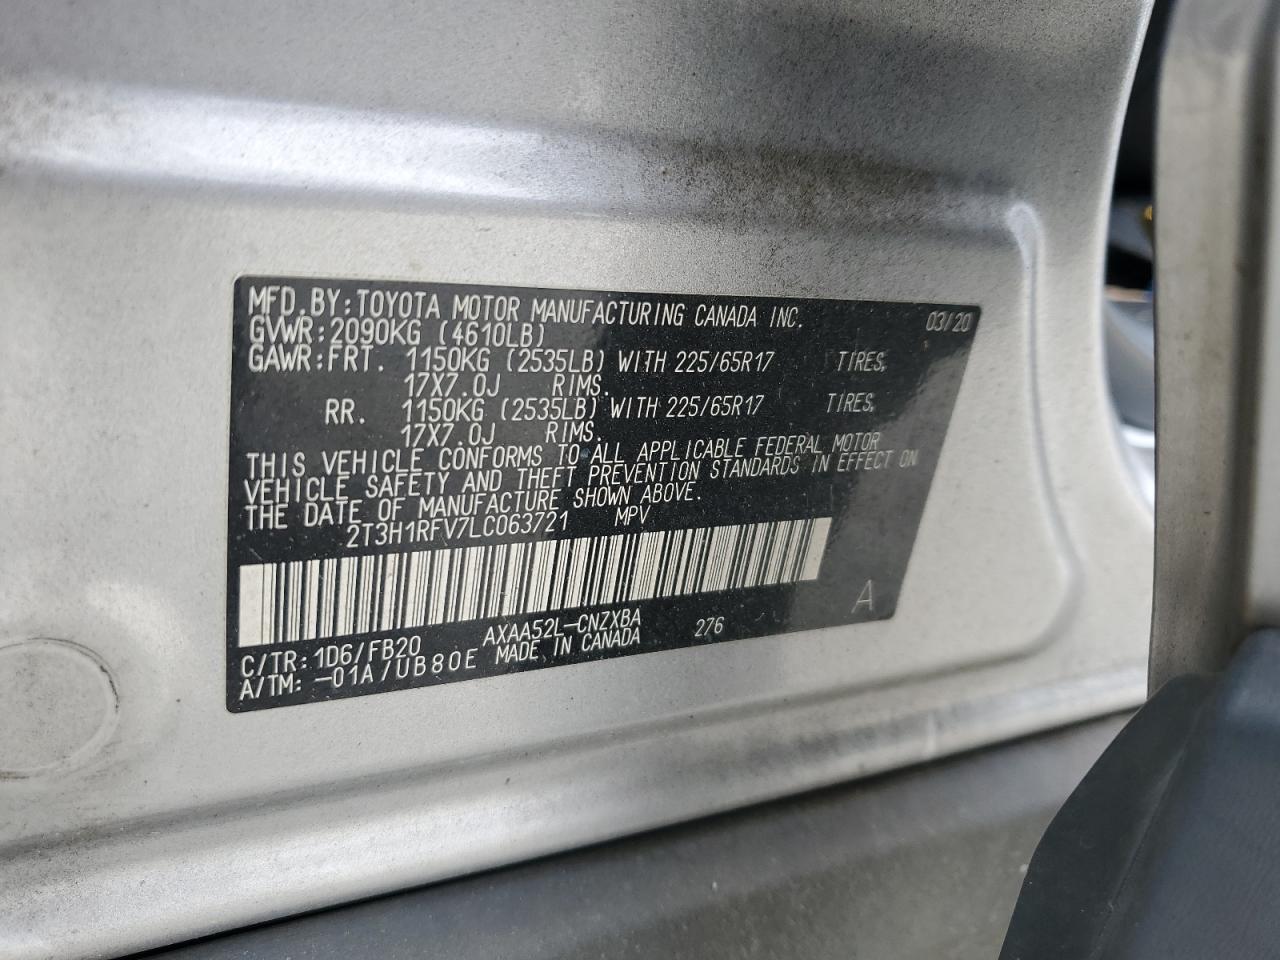 MFD.BY:TOYOTA MOTOR MANUFACTURING CANADA INC. 03/20
GVWR:2090KG (4610LB)
GAWR:FRT. 1150KG (2535LB) WITH 225/65R17 TIRES,
17X7.0J RIMS.
RR. 1150KG (2535LB) WITH 225/65R17 TIRES,
17X7.0J RIMS.
THIS VEHICLE CONFORMS TO ALL APPLICABLE FEDERAL MOTOR
VEHICLE SAFETY AND THEFT PREVENTION STANDARDS IN EFFECT ON
THE DATE OF MANUFACTURE SHOWN ABOVE.
2T3H1RFV7LC063721 MPV
A
C/TR:1D6/FB20 AXAA52L-CNZXBA 276
A/TM: -01A/UB80E MADE IN CANADA